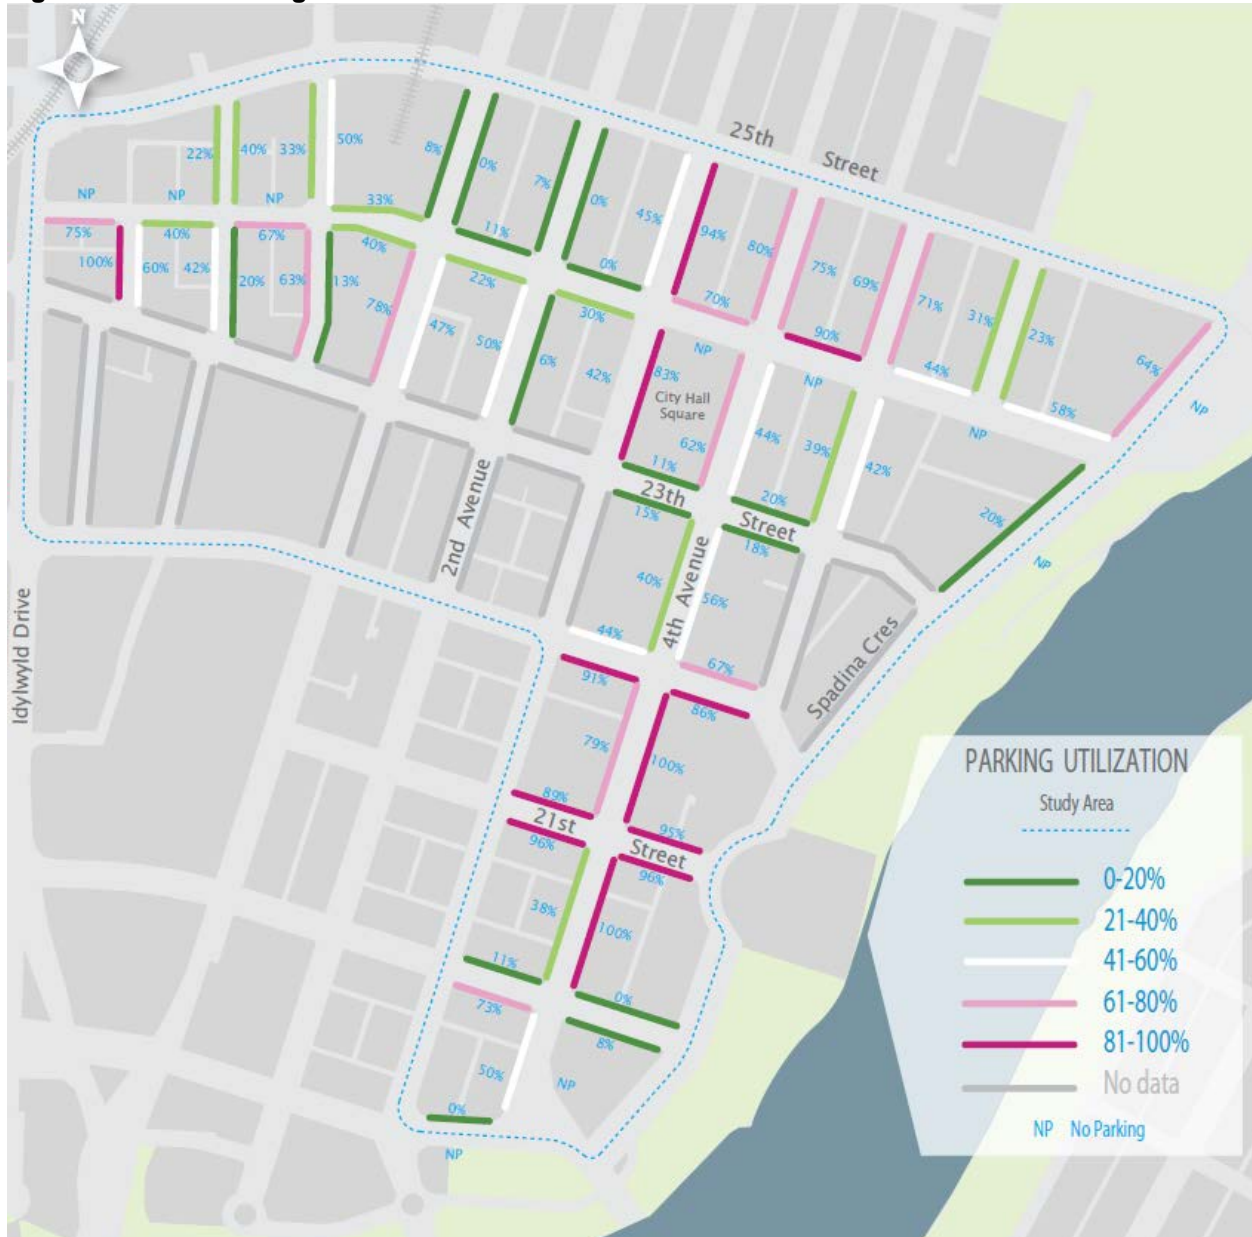 N
25th
Street
50%
8%
22%
40%
33%
0%
7%
0%
45%
NP
NP
NP
33%
94%
80%
75%
69%
71%
31%
23%
64%
NP
75%
40%
67%
40%
11%
0%
70%
90%
44%
58%
100%
60%
42%
20%
63%
13%
78%
22%
30%
NP
NP
NP
47%
50%
6%
42%
83%
City Hall
Square
62%
44%
39%
42%
11%
20%
20%
23th
Street
15%
18%
NP
2nd Avenue
4th Avenue
40%
56%
44%
67%
Spadina Cres
Idylwyld Drive
91%
86%
79%
100%
89%
95%
21st
Street
96%
96%
38%
100%
11%
0%
73%
8%
50%
NP
0%
NP
PARKING UTILIZATION
Study Area
0-20%
21-40%
41-60%
61-80%
81-100%
No data
NP No Parking